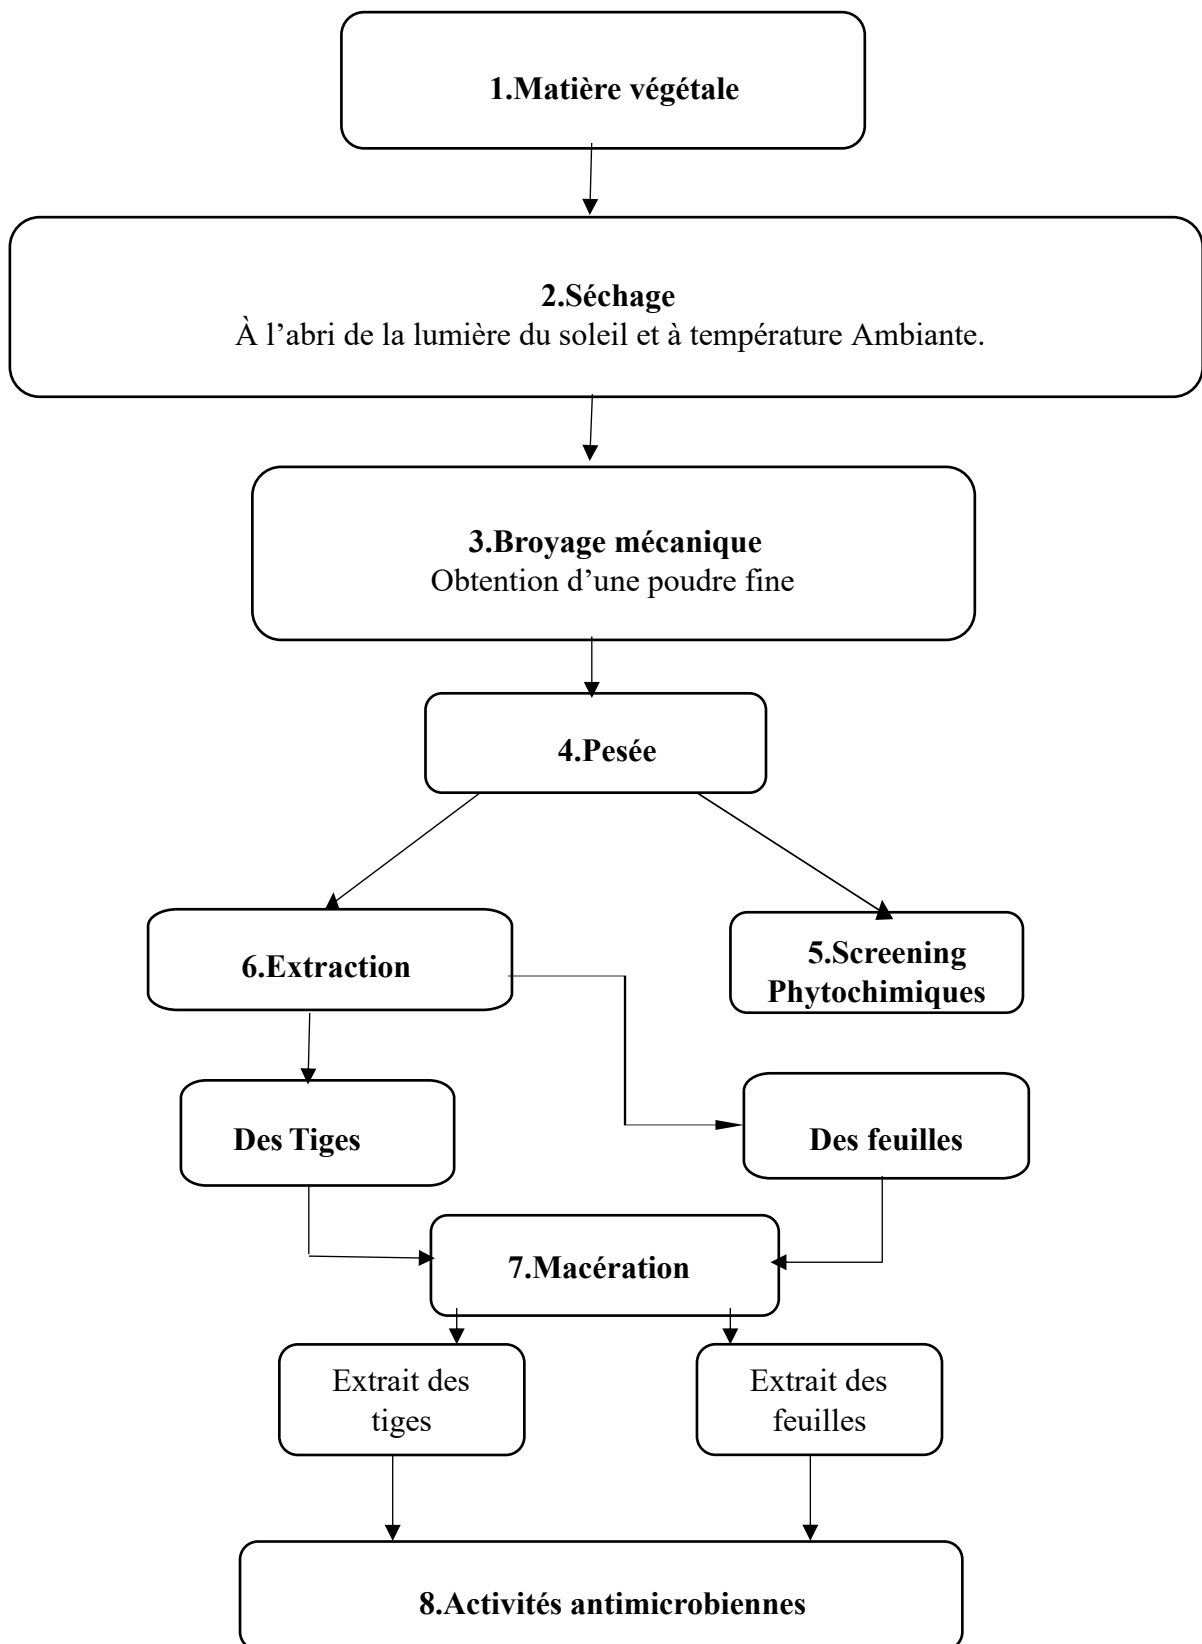 1.Matière végétale
2.Séchage
À l’abri de la lumière du soleil et à température Ambiante.
3.Broyage mécanique
Obtention d’une poudre fine
4.Pesée
6.Extraction
5.Screening
Phytochimiques
Des Tiges
Des feuilles
7.Macération
Extrait des
tiges
Extrait des
feuilles
8.Activités antimicrobiennes